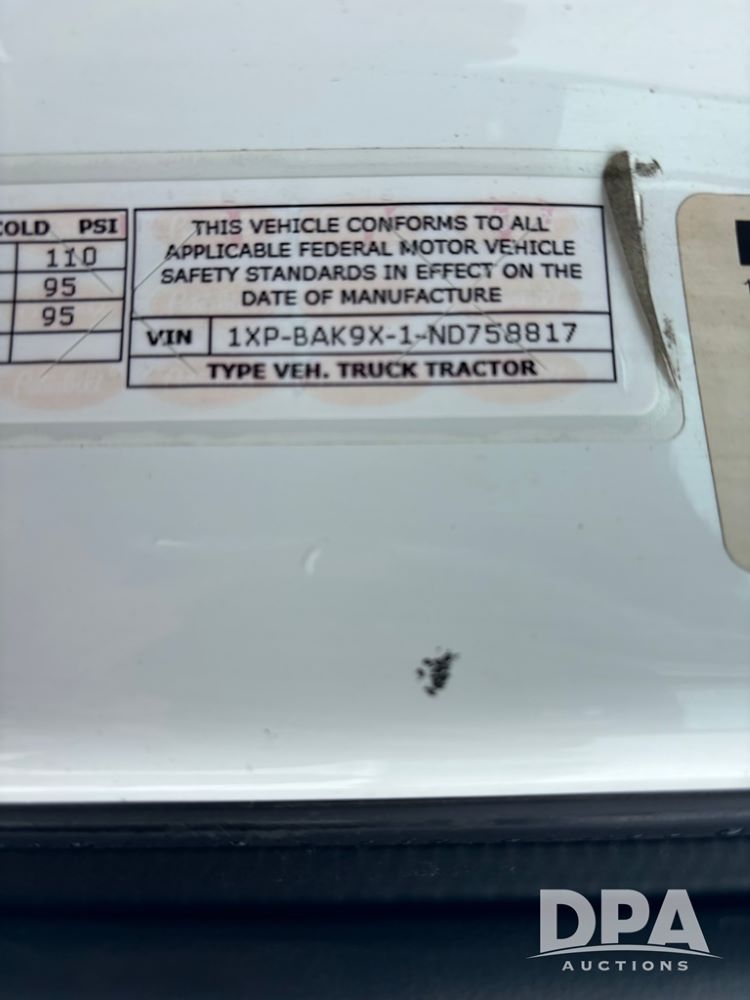 COLD PSI
110
95
95
THIS VEHICLE CONFORMS TO ALL
APPLICABLE FEDERAL MOTOR VEHICLE
SAFETY STANDARDS IN EFFECT ON THE
DATE OF MANUFACTURE
VIN 1XP-BAK9X-1-ND758817
TYPE VEH. TRUCK TRACTOR
DPA
AUCTIONS